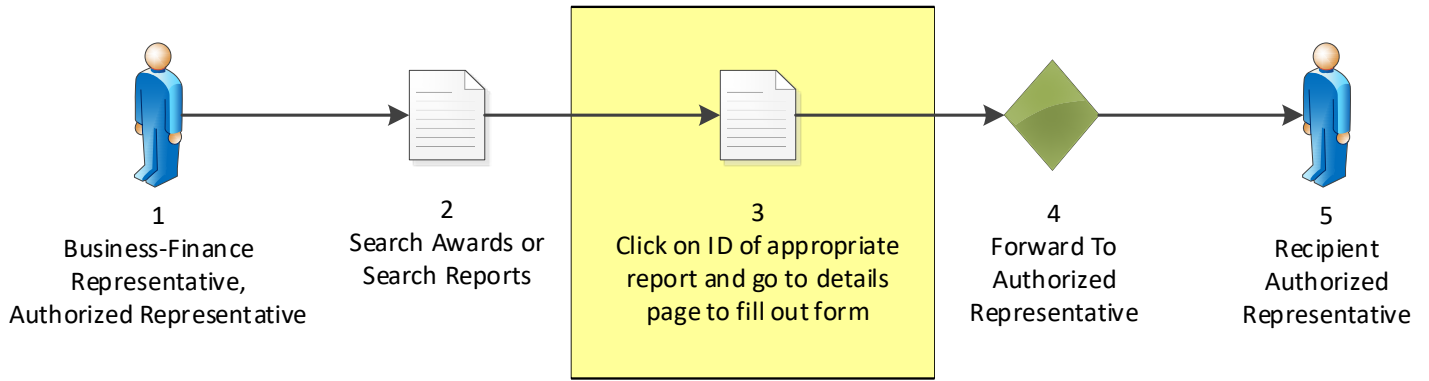 1
Business-Finance
Representative,
Authorized Representative
2
Search Awards or
Search Reports
3
Click on ID of appropriate
report and go to details
page to fill out form
4
Forward To
Authorized
Representative
5
Recipient
Authorized
Representative